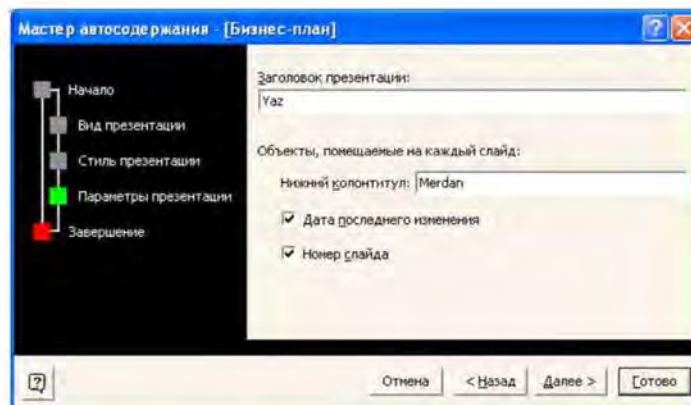 Мастер автосодержания - [Бизнес-план]
Начало
Вид презентации
Стиль презентации
Параметры презентации
Завершение
Заголовок презентации:
Yaz
Объекты, помещаемые на каждый слайд:
Нижний колонтитул: Merdan
Дата последнего изменения
Номер слайда
Отмена
< Назад
Далее >
Готово